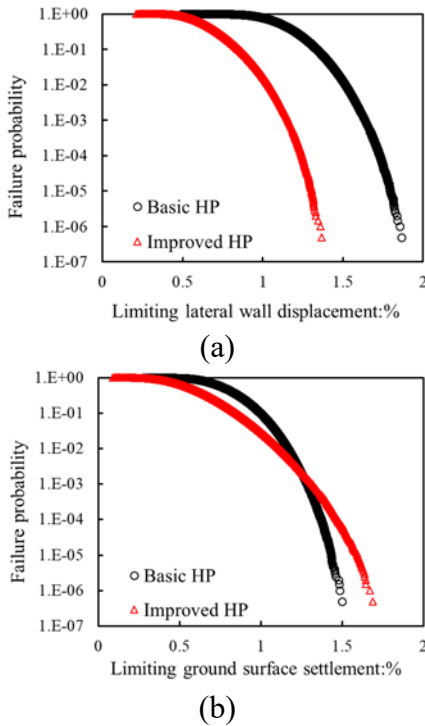 Failure probability
1.E+00
1.E-01
1.E-02
1.E-03
1.E-04
1.E-05
1.E-06
1.E-07
Basic HP
Improved HP
0 0.5 1 1.5 2
Limiting lateral wall displacement:%
(a)
Failure probability
1.E+00
1.E-01
1.E-02
1.E-03
1.E-04
1.E-05
1.E-06
1.E-07
Basic HP
Improved HP
0 0.5 1 1.5 2
Limiting ground surface settlement:%
(b)